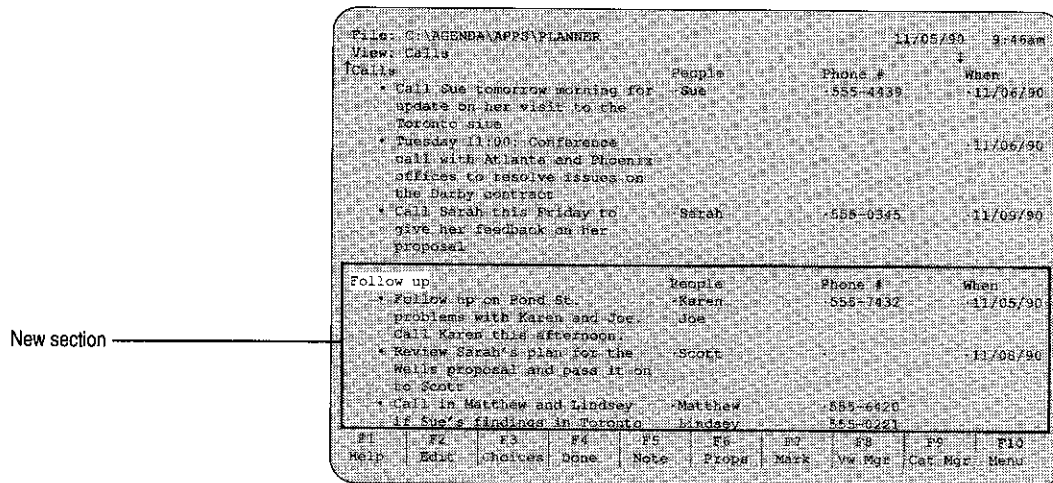 File: C:\AGENDA\APPS\PLANNER 11/05/90 9:46am
View: Calls ↕
↑Calls People Phone # When
• Call Sue tomorrow morning for ·Sue ·555-4439 ·11/06/90
update on her visit to the
Toronto site
• Tuesday 11:00: Conference ·11/06/90
call with Atlanta and Phoenix
offices to resolve issues on
the Darby contract
• Call Sarah this Friday to ·Sarah ·555-0345 ·11/09/90
give her feedback on her
proposal
Follow up People Phone # When
• Follow up on Pond St. ·Karen ·555-7432 ·11/05/90
problems with Karen and Joe. Joe
Call Karen this afternoon.
• Review Sarah's plan for the ·Scott · ·11/08/90
Wells proposal and pass it on
to Scott
New section
• Call in Matthew and Lindsey ·Matthew ·555-6420
if Sue's findings in Toronto Lindsey 555-0221
F1 F2 F3 F4 F5 F6 F7 F8 F9 F10
Help Edit Choices Done Note Props Mark Vw Mgr Cat Mgr Menu